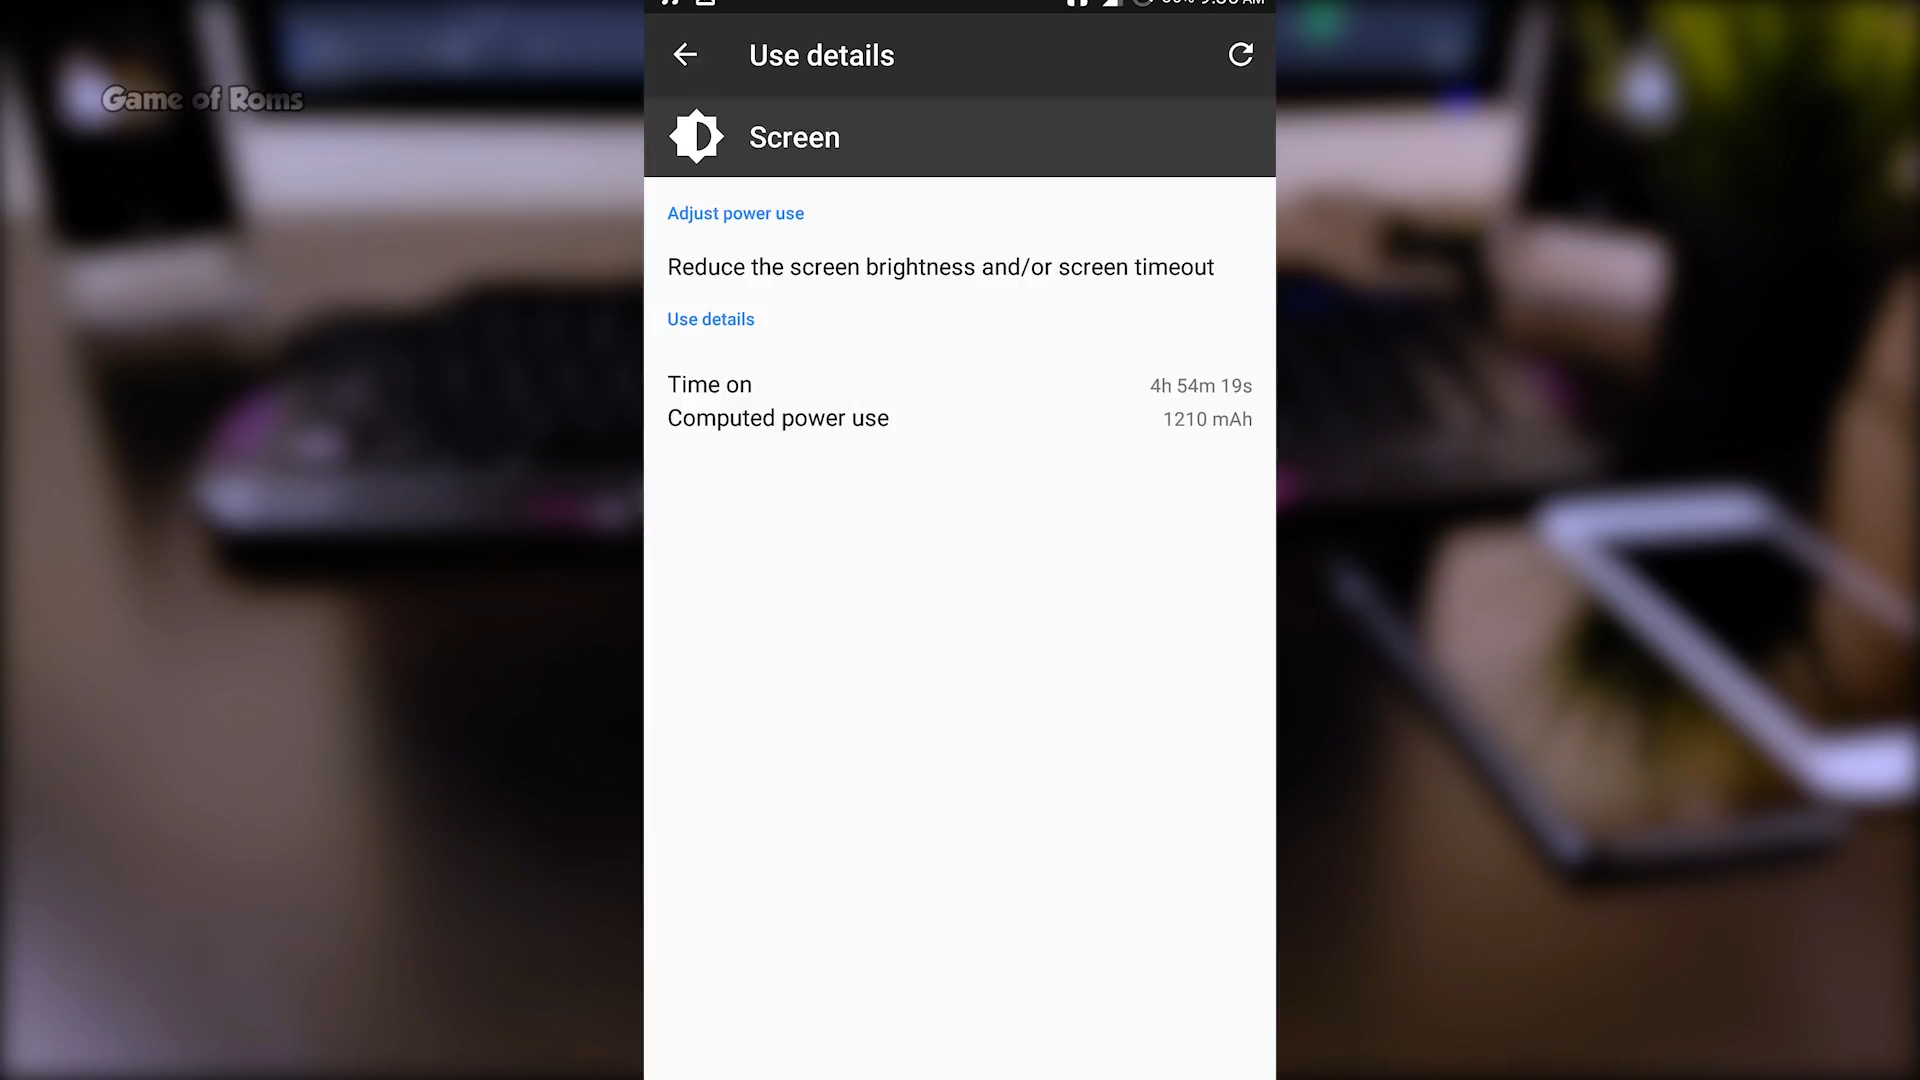 Game of Roms
Use details
Screen
Adjust power use
Reduce the screen brightness and/or screen timeout
Use details
Time on 4h 54m 19s
Computed power use 1210 mAh